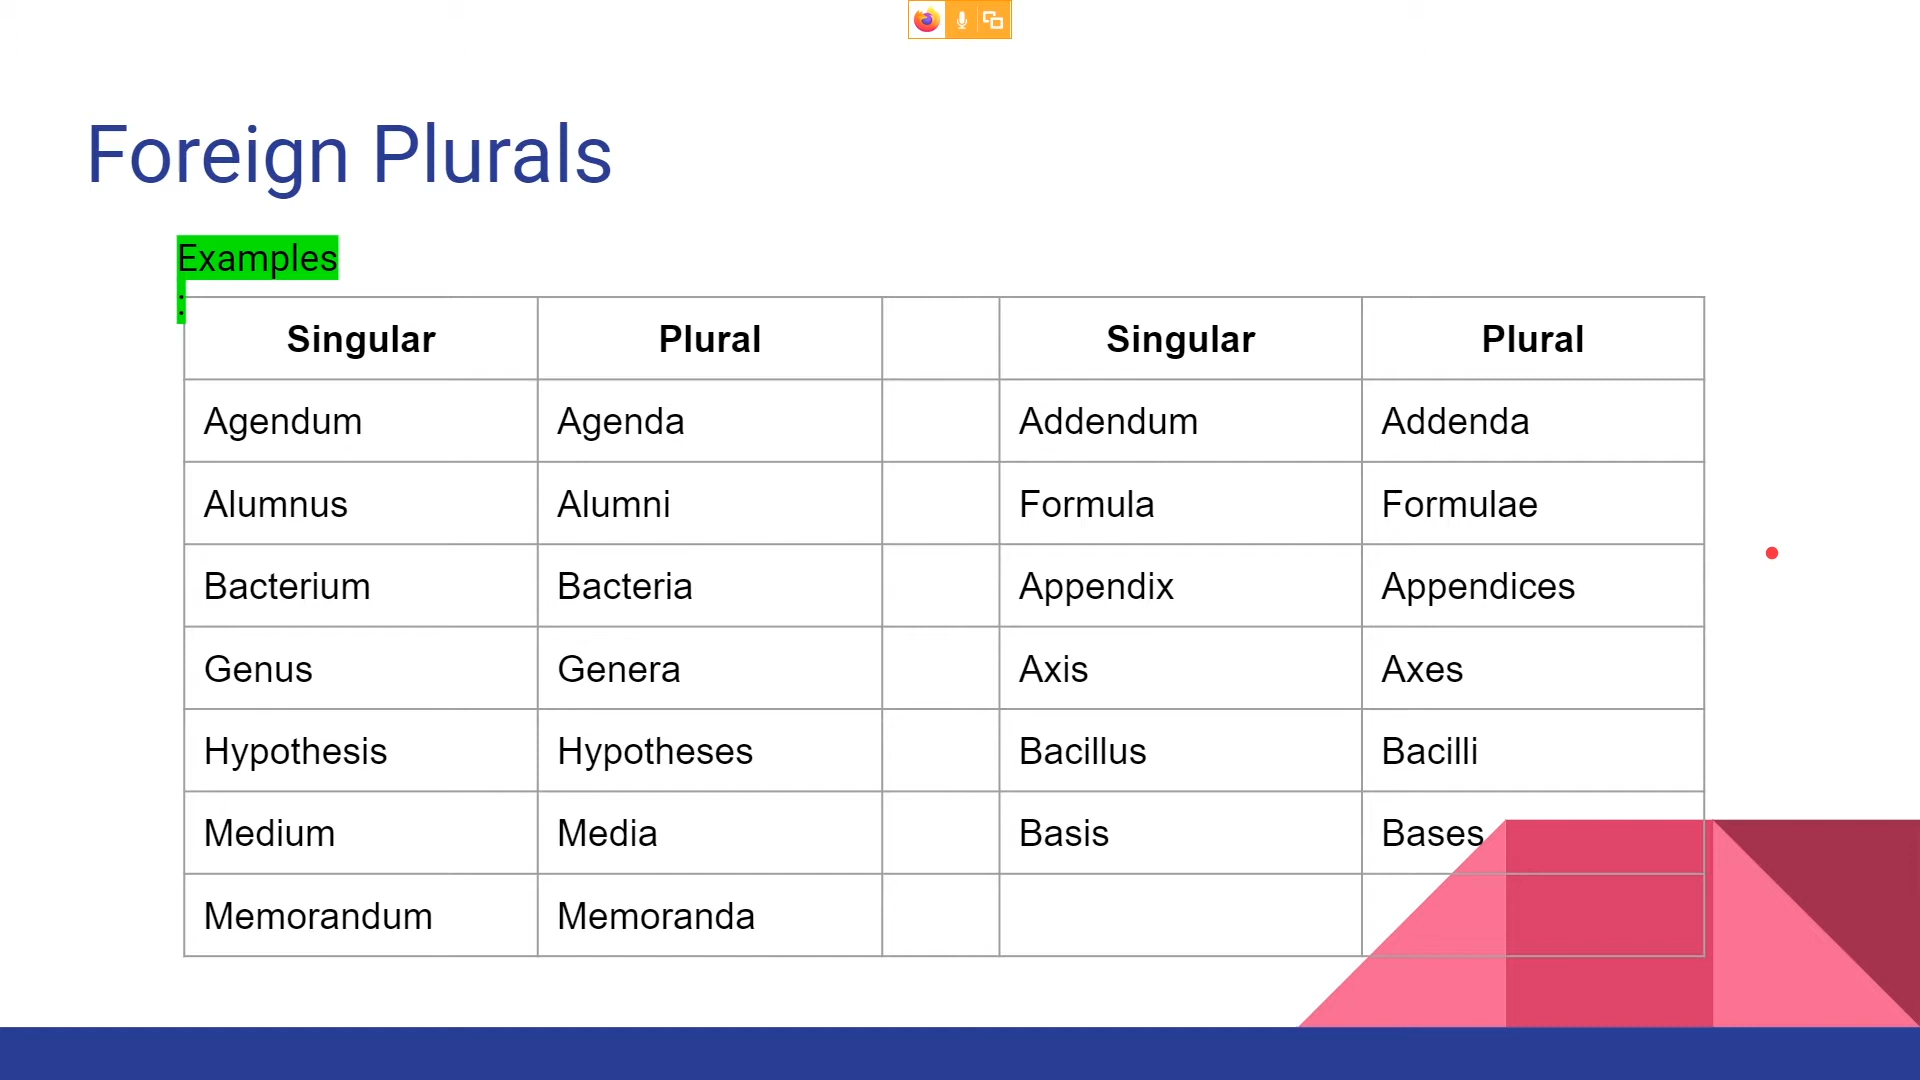 Foreign Plurals
Examples
:
Singular Plural Singular Plural
Agendum Agenda Addendum Addenda
Alumnus Alumni Formula Formulae
Bacterium Bacteria Appendix Appendices
Genus Genera Axis Axes
Hypothesis Hypotheses Bacillus Bacilli
Medium Media Basis Bases
Memorandum Memoranda